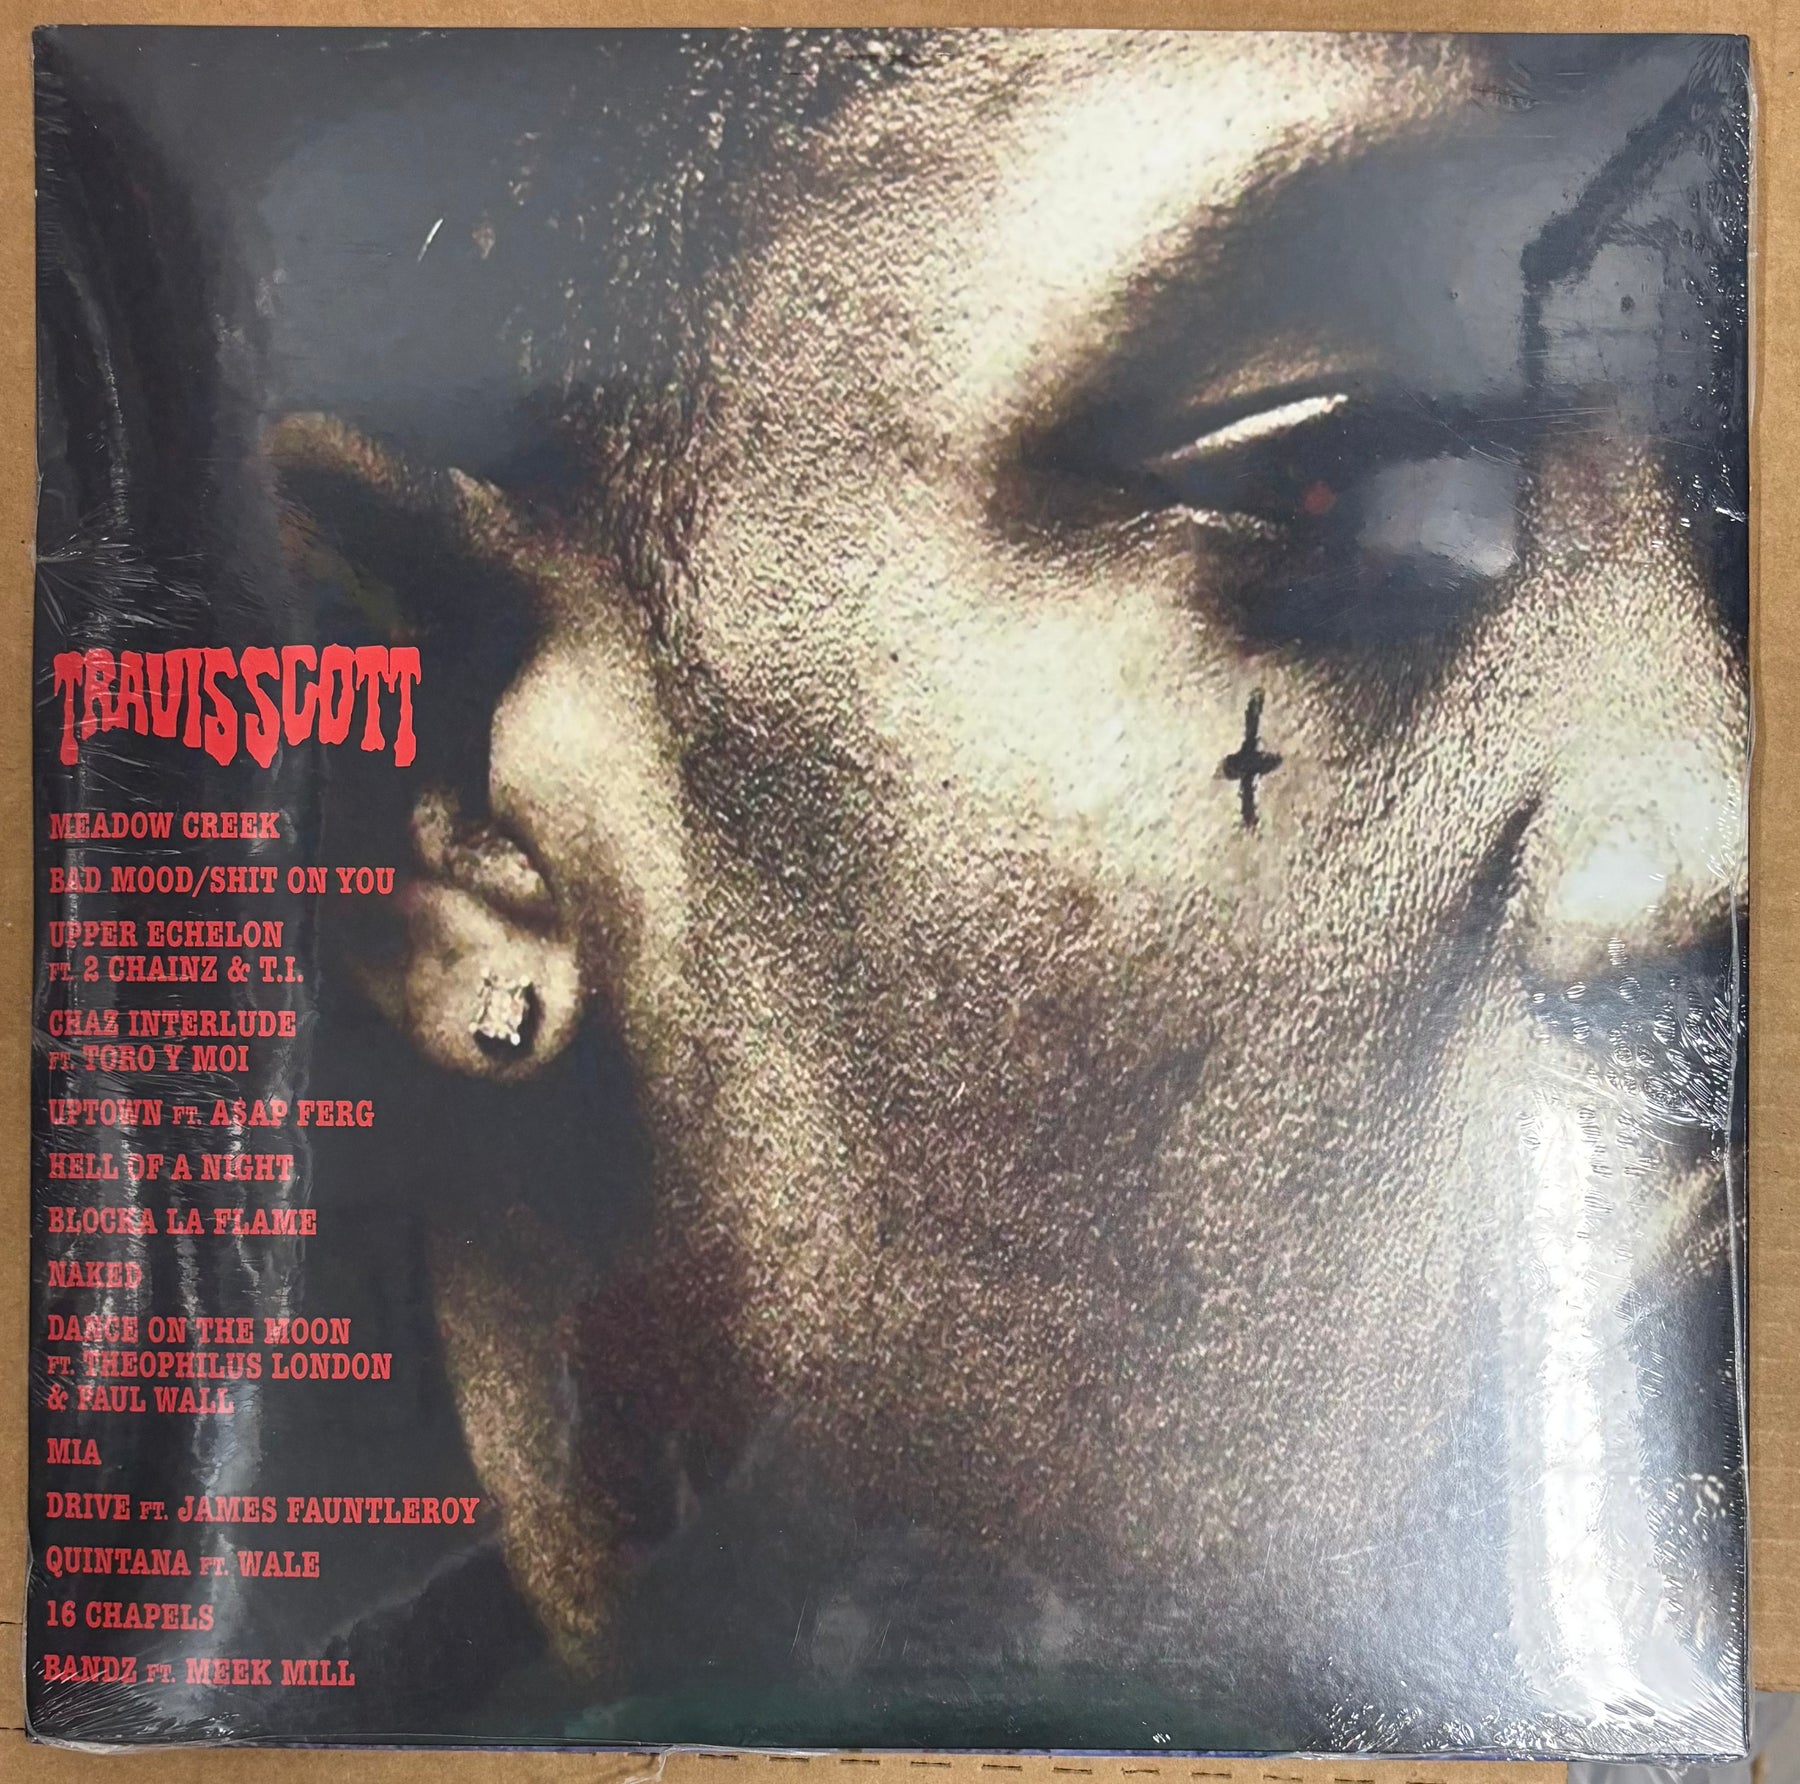 TRAVIS SCOTT
MEADOW CREEK
BAD MOOD/SHIT ON YOU
UPPER ECHELON
FT. 2 CHAINZ & T.I.
CHAZ INTERLUDE
FT. TORO Y MOI
UPTOWN FT. A$AP FERG
HELL OF A NIGHT
BLOCKA LA FLAME
NAKED
DANCE ON THE MOON
FT. THEOPHILUS LONDON
& PAUL WALL
MIA
DRIVE FT. JAMES FAUNTLEROY
QUINTANA FT. WALE
16 CHAPELS
BANDZ FT. MEEK MILL